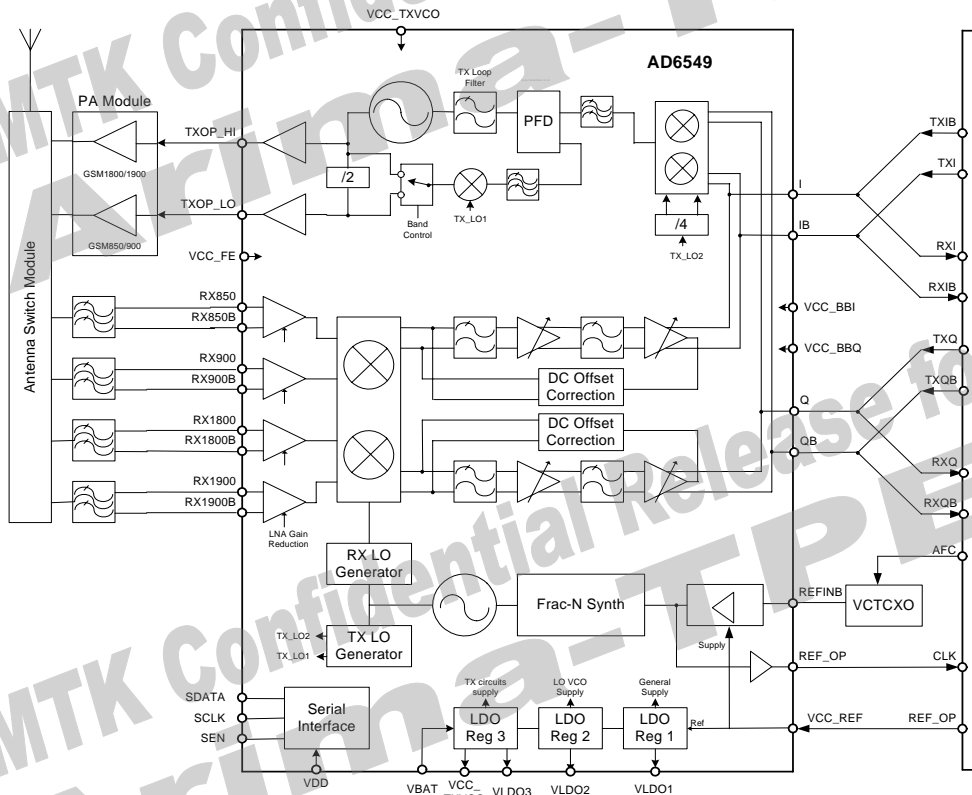 VCC_TXVCO
AD6549
TX Loop
Filter
PA Module
TXOP_HI
PFD
GSM1800/1900
/2
TXOP_LO
GSM850/900
Band
Control
TX_LO1
/4
TX_LO2
VCC_FE
TXIB
TXI
I
IB
RXI
RXIB
Antenna Switch Module
RX850
RX850B
RX900
RX900B
RX1800
RX1800B
RX1900
RX1900B
LNA Gain
Reduction
DC Offset
Correction
DC Offset
Correction
VCC_BBI
VCC_BBQ
TXQ
TXQB
Q
QB
RXQ
RXQB
AFC
RX LO
Generator
Frac-N Synth
REFINB
VCTCXO
Supply
TX_LO2
TX_LO1
TX LO
Generator
REF_OP
CLK
SDATA
SCLK
SEN
Serial
Interface
TX circuits
supply
LO VCO
Supply
General
Supply
LDO
Reg 3
LDO
Reg 2
LDO
Reg 1
Ref
VCC_REF
REF_OP
VDD
VBAT
VCC_
VLDO3
VLDO2
VLDO1
MTK Confidential Release fo
Arima-TPE